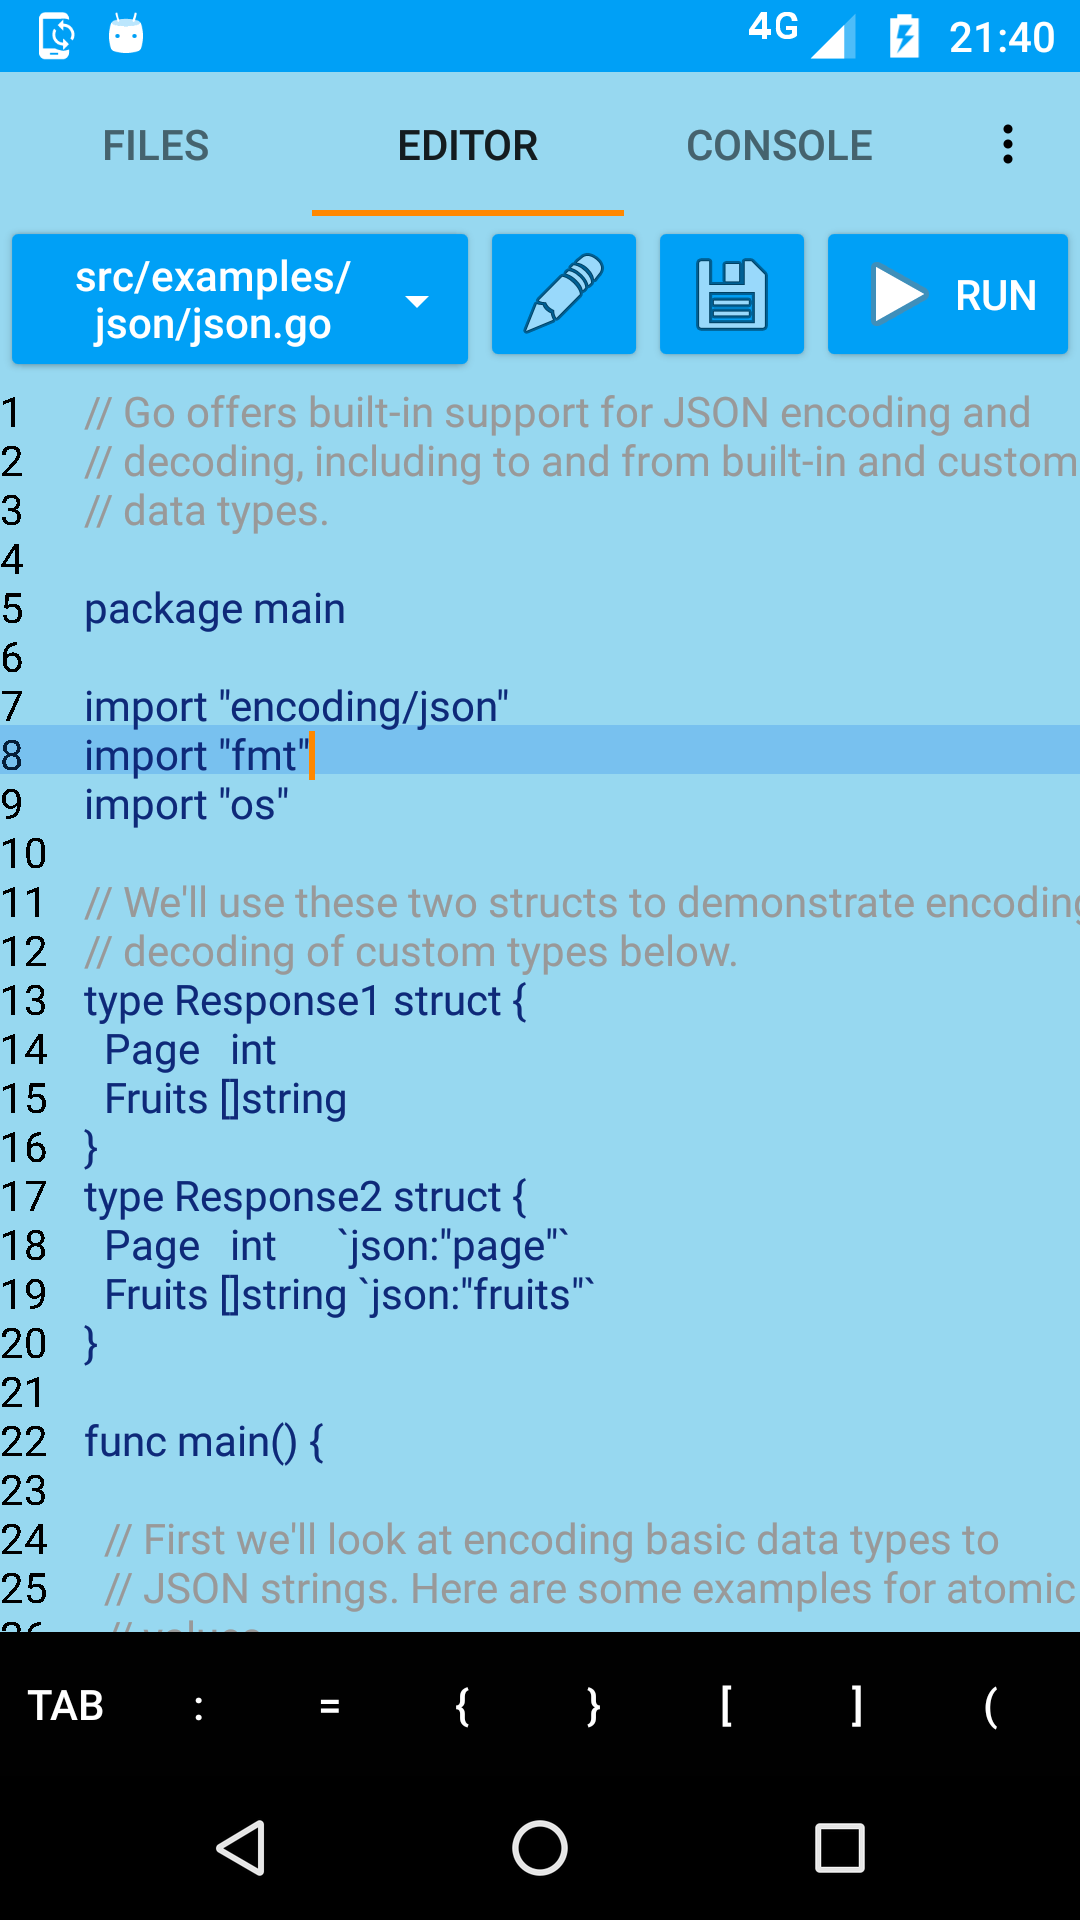 4G 21:40
FILES EDITOR CONSOLE
src/examples/
json/json.go
RUN
1 // Go offers built-in support for JSON encoding and
2 // decoding, including to and from built-in and custom
3 // data types.
4
5 package main
6
7 import "encoding/json"
8 import "fmt"
9 import "os"
10
11 // We'll use these two structs to demonstrate encoding
12 // decoding of custom types below.
13 type Response1 struct {
14   Page   int
15   Fruits []string
16 }
17 type Response2 struct {
18   Page   int      `json:"page"`
19   Fruits []string `json:"fruits"`
20 }
21
22 func main() {
23
24   // First we'll look at encoding basic data types to
25   // JSON strings. Here are some examples for atomic
26   //
TAB : = { } [ ] (